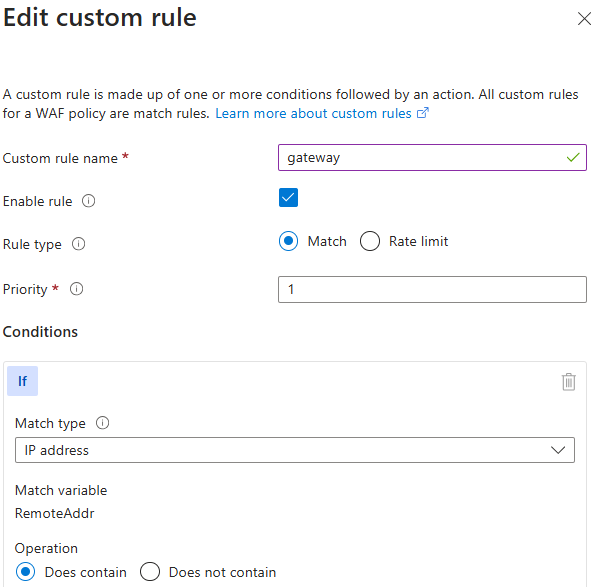 Edit custom rule
A custom rule is made up of one or more conditions followed by an action. All custom rules
for a WAF policy are match rules. Learn more about custom rules
Custom rule name * gateway
Enable rule
Rule type Match Rate limit
Priority * 1
Conditions
If
Match type
IP address
Match variable
RemoteAddr
Operation
Does contain Does not contain